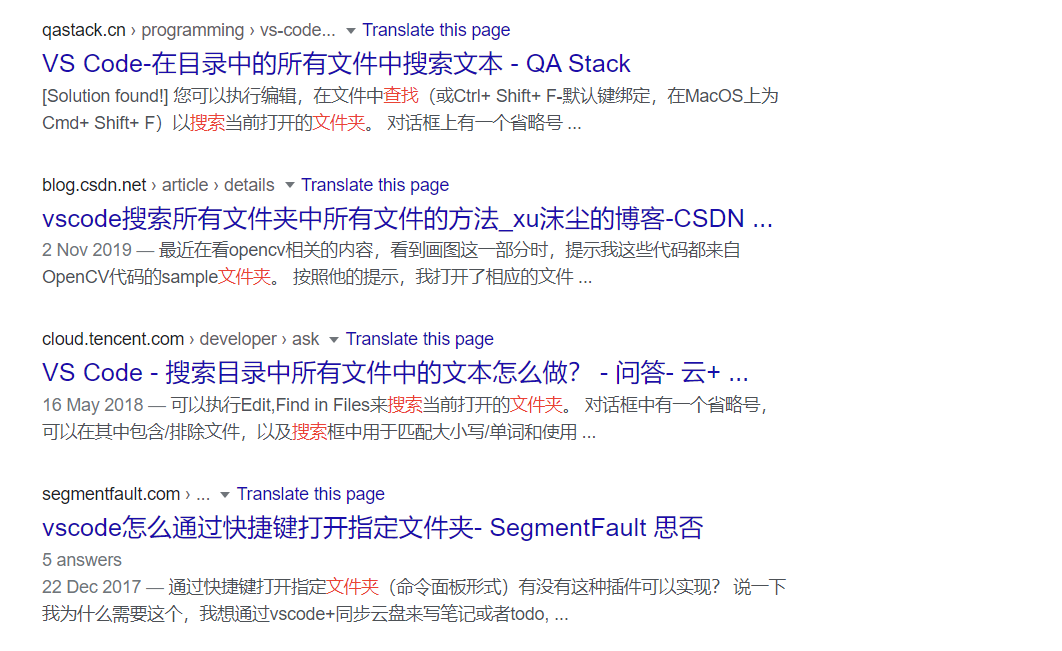 qastack.cn › programming › vs-code... Translate this page
VS Code-在目录中的所有文件中搜索文本 - QA Stack
[Solution found!] 您可以执行编辑，在文件中查找（或Ctrl+ Shift+ F-默认键绑定，在MacOS上为
Cmd+ Shift+ F）以搜索当前打开的文件夹。 对话框上有一个省略号 ...
blog.csdn.net › article › details Translate this page
vscode搜索所有文件夹中所有文件的方法_xu沫尘的博客-CSDN ...
2 Nov 2019 — 最近在看opencv相关的内容，看到画图这一部分时，提示我这些代码都来自
OpenCV代码的sample文件夹。 按照他的提示，我打开了相应的文件 ...
cloud.tencent.com › developer › ask Translate this page
VS Code - 搜索目录中所有文件中的文本怎么做？ - 问答- 云+ ...
16 May 2018 — 可以执行Edit,Find in Files来搜索当前打开的文件夹。 对话框中有一个省略号，
可以在其中包含/排除文件，以及搜索框中用于匹配大小写/单词和使用 ...
segmentfault.com › ... Translate this page
vscode怎么通过快捷键打开指定文件夹- SegmentFault 思否
5 answers
22 Dec 2017 — 通过快捷键打开指定文件夹（命令面板形式）有没有这种插件可以实现？ 说一下
我为什么需要这个，我想通过vscode+同步云盘来写笔记或者todo, ...